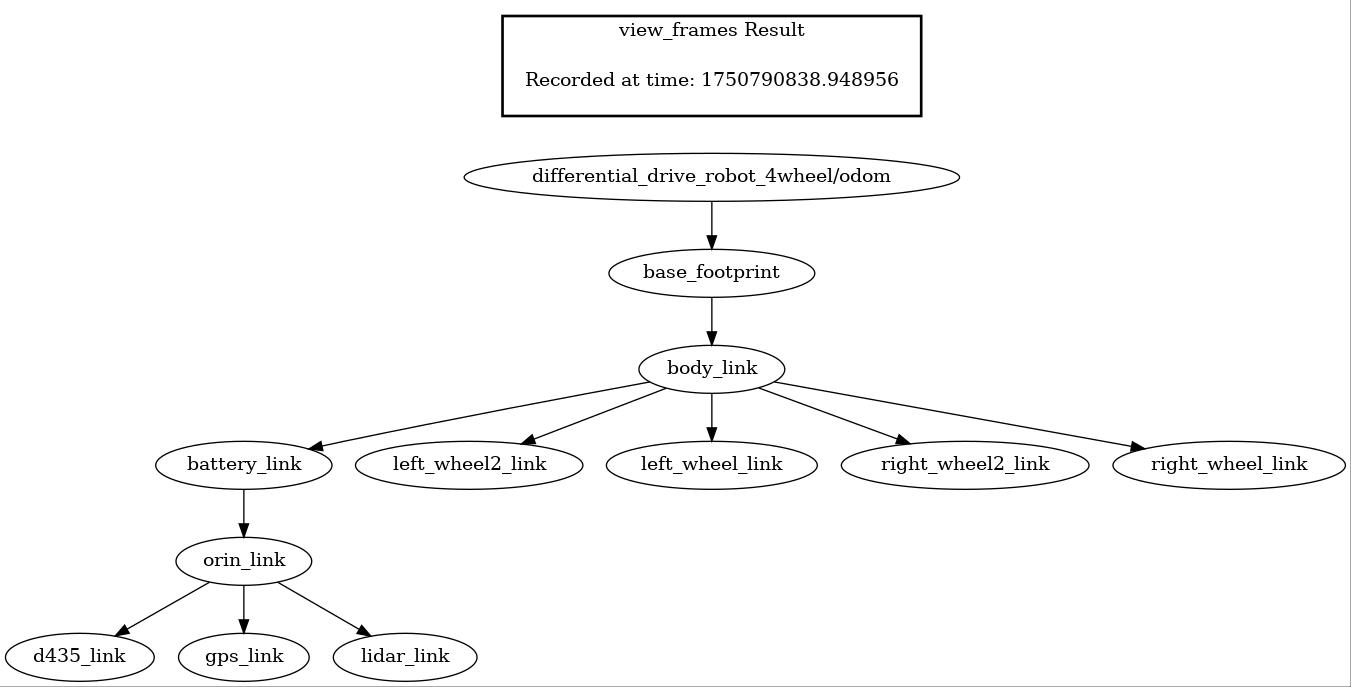 view_frames Result
Recorded at time: 1750790838.948956
differential_drive_robot_4wheel/odom
base_footprint
body_link
battery_link
left_wheel2_link
left_wheel_link
right_wheel2_link
right_wheel_link
orin_link
d435_link
gps_link
lidar_link